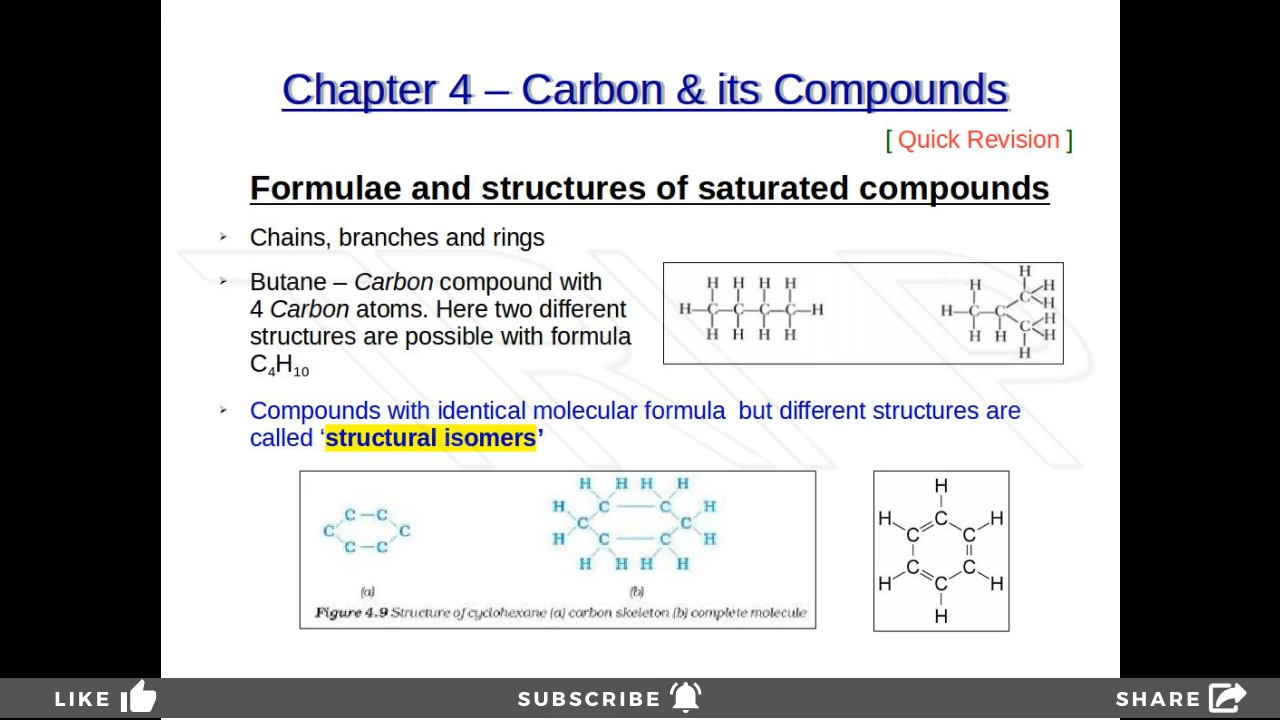 Chapter 4 – Carbon & its Compounds
[ Quick Revision ]
Formulae and structures of saturated compounds
➢ Chains, branches and rings
➢ Butane – Carbon compound with
4 Carbon atoms. Here two different
structures are possible with formula
C₄H₁₀
H H H H
H–C–C–C–C–H
H H H H
H
H H
H–C–C–C H
C H
H H H
H
➢ Compounds with identical molecular formula but different structures are
called ‘structural isomers’
C–C
C C
C–C
(a)
H H H H
H C C H
C C
H C C H
H H H H
(b)
Figure 4.9 Structure of cyclohexane (a) carbon skeleton (b) complete molecule
H
H C H
C C
C C
H C H
H
LIKE
SUBSCRIBE
SHARE